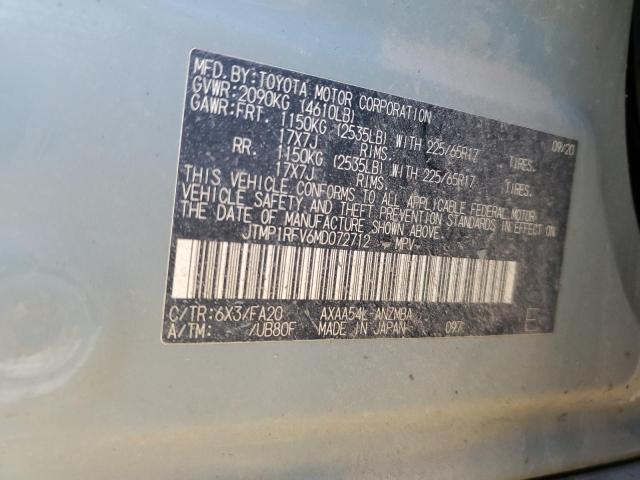 MFD. BY: TOYOTA MOTOR CORPORATION 09/20
GVWR: 2090KG (4610LB)
GAWR: FRT. 1150KG (2535LB) WITH 225/65R17 TIRES.
17X7J RIMS.
RR. 1150KG (2535LB) WITH 225/65R17 TIRES.
17X7J RIMS.
THIS VEHICLE CONFORMS TO ALL APPLICABLE FEDERAL MOTOR
VEHICLE SAFETY AND THEFT PREVENTION STANDARDS IN EFFECT ON
THE DATE OF MANUFACTURE SHOWN ABOVE.
JTMP1RFV6MD072712 MPV
C/TR: 6X3/FA20 AXAA54L-ANZMBA
A/TM: /UB80F MADE IN JAPAN 097 E